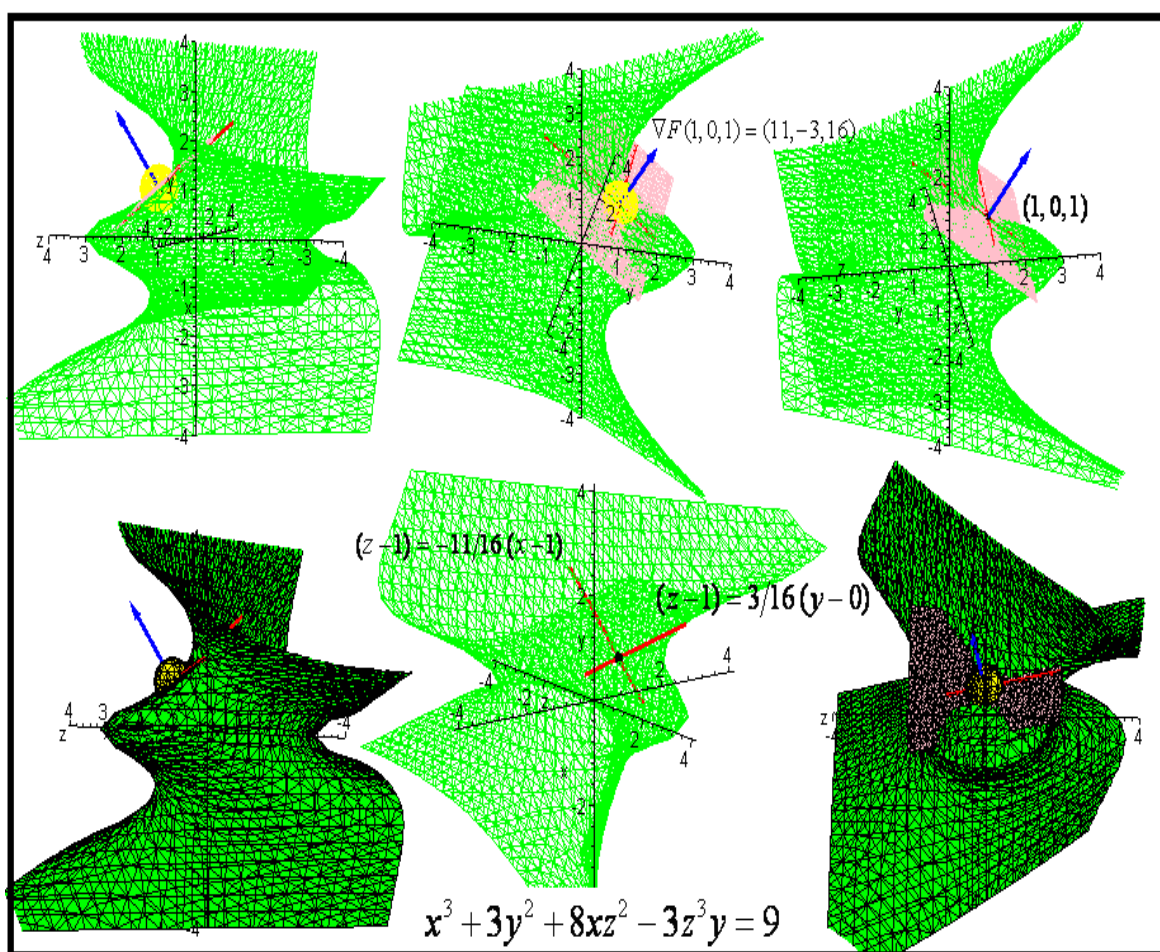 ∇F(1,0,1) = (11,−3,16)
(1, 0, 1)
(z−1) = −11/16 (x−1)
(z−1) = 3/16 (y−0)
x³ + 3y² + 8xz² − 3z³y = 9